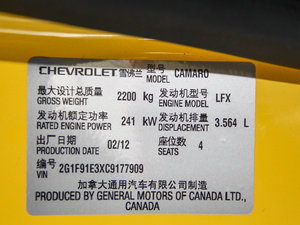 CHEVROLET 雪佛兰 型号 MODEL CAMARO
最大设计总质量 GROSS WEIGHT 2200 kg 发动机型号 ENGINE MODEL LFX
发动机额定功率 RATED ENGINE POWER 241 kW 发动机排量 DISPLACEMENT 3.564 L
出厂日期 PRODUCTION DATE 02/12 座位数 SEATS 4
VIN 2G1F91E3XC9177909
加拿大通用汽车有限公司制造
PRODUCED BY GENERAL MOTORS OF CANADA LTD.,
CANADA